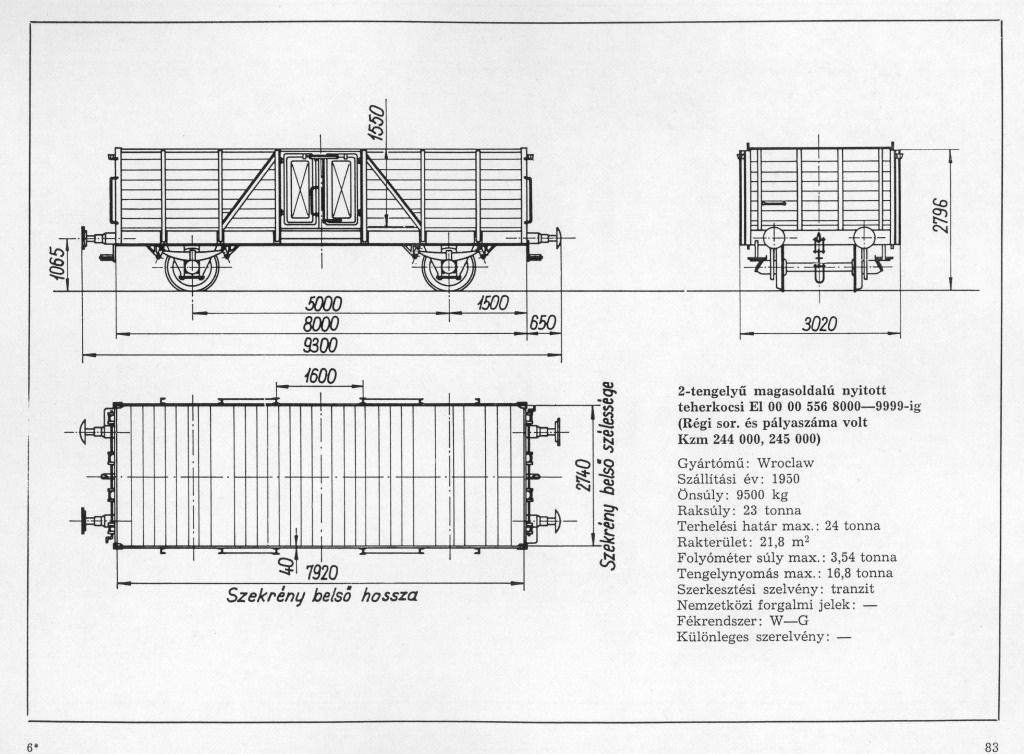 1550
1065
2796
5000
1500
8000
650
3020
9300
1600
2740
Szekrény belső szélessége
40
7920
Szekrény belső hossza
2-tengelyű magasoldalú nyitott
teherkocsi El 00 00 556 8000—9999-ig
(Régi sor. és pályaszáma volt
Kzm 244 000, 245 000)
Gyártómű: Wroclaw
Szállítási év: 1950
Önsúly: 9500 kg
Raksúly: 23 tonna
Terhelési határ max.: 24 tonna
Rakterület: 21,8 m²
Folyóméter súly max.: 3,54 tonna
Tengelynyomás max.: 16,8 tonna
Szerkesztési szelvény: tranzit
Nemzetközi forgalmi jelek: —
Fékrendszer: W—G
Különleges szerelvény: —
6*
83